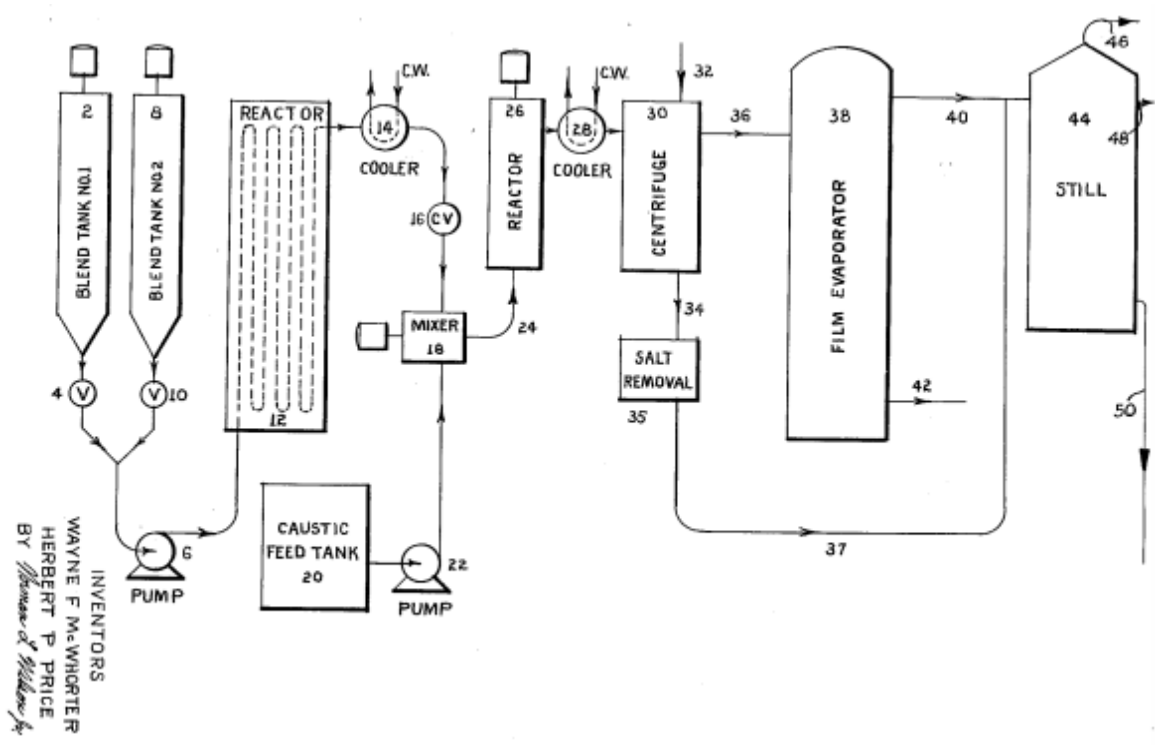 2
BLEND TANK NO.1
8
BLEND TANK NO.2
4
V
V
10
6
PUMP
REACTOR
12
C.W.
14
COOLER
16
CV
MIXER
18
24
CAUSTIC
FEED TANK
20
22
PUMP
26
REACTOR
C.W.
28
COOLER
32
30
CENTRIFUGE
34
SALT
REMOVAL
35
36
37
38
FILM EVAPORATOR
40
42
46
44
48
STILL
50
INVENTORS
WAYNE F McWHORTER
HERBERT P PRICE
BY